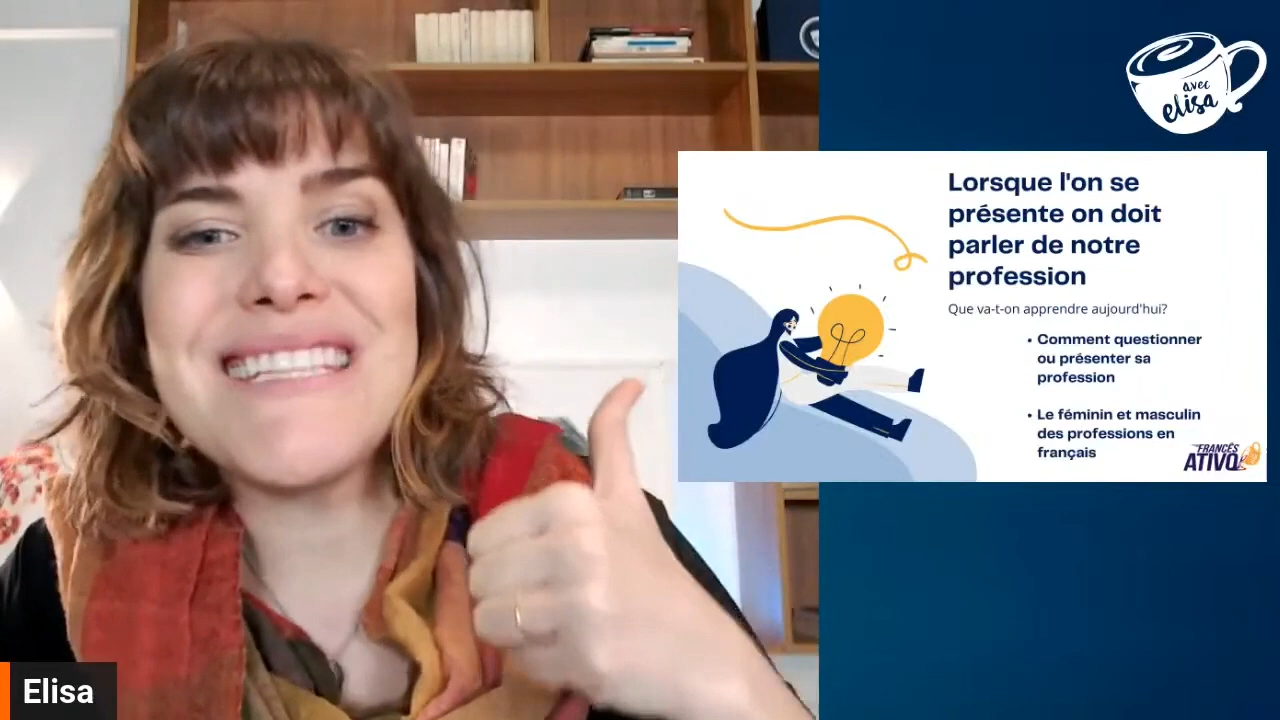 avec
elisa
Lorsque l'on se
présente on doit
parler de notre
profession
Que va-t-on apprendre aujourd'hui?
• Comment questionner
ou présenter sa
profession
• Le féminin et masculin
des professions en
français
FRANCÊS
ATIVO
Elisa